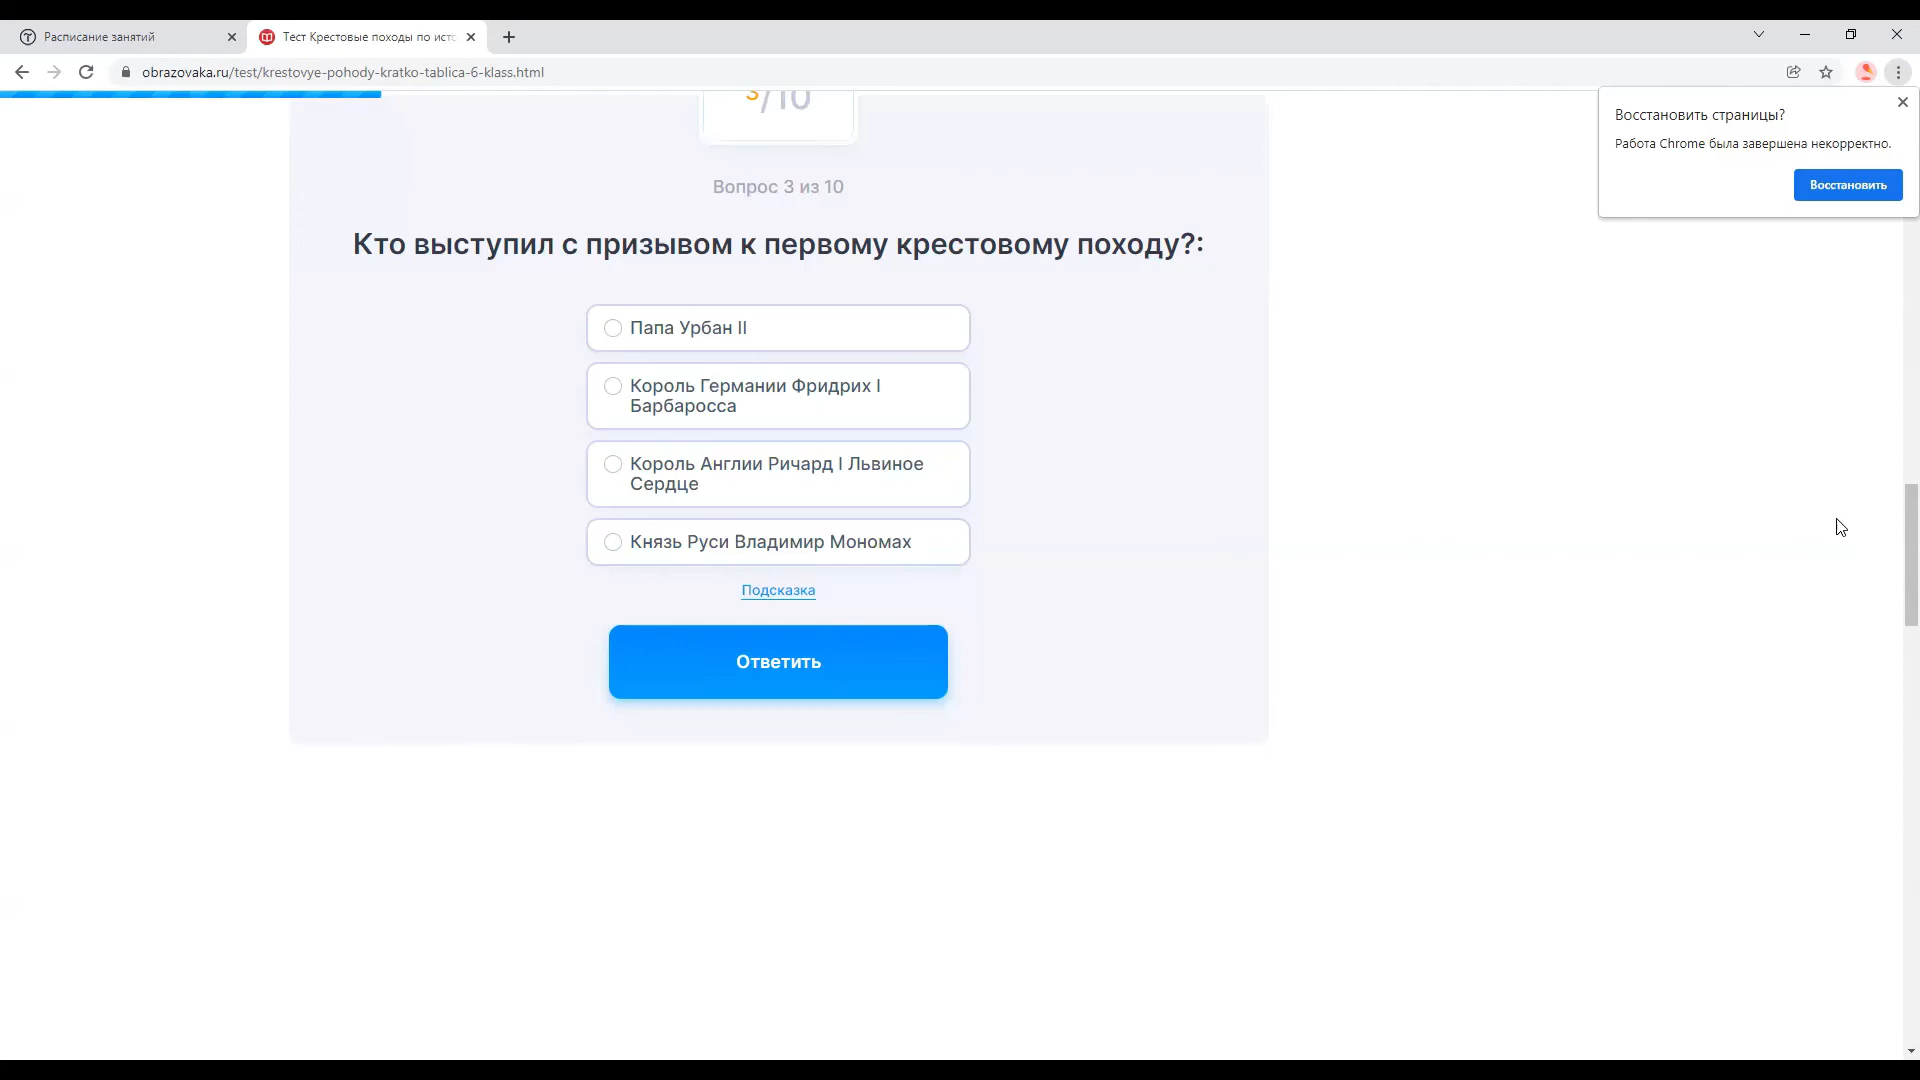 Расписание занятий
Тест Крестовые походы по исто
obrazovaka.ru/test/krestovye-pohody-kratko-tablica-6-klass.html
Восстановить страницы?
Работа Chrome была завершена некорректно.
Восстановить
3/10
Вопрос 3 из 10
Кто выступил с призывом к первому крестовому походу?:
Папа Урбан II
Король Германии Фридрих I
Барбаросса
Король Англии Ричард I Львиное
Сердце
Князь Руси Владимир Мономах
Подсказка
Ответить